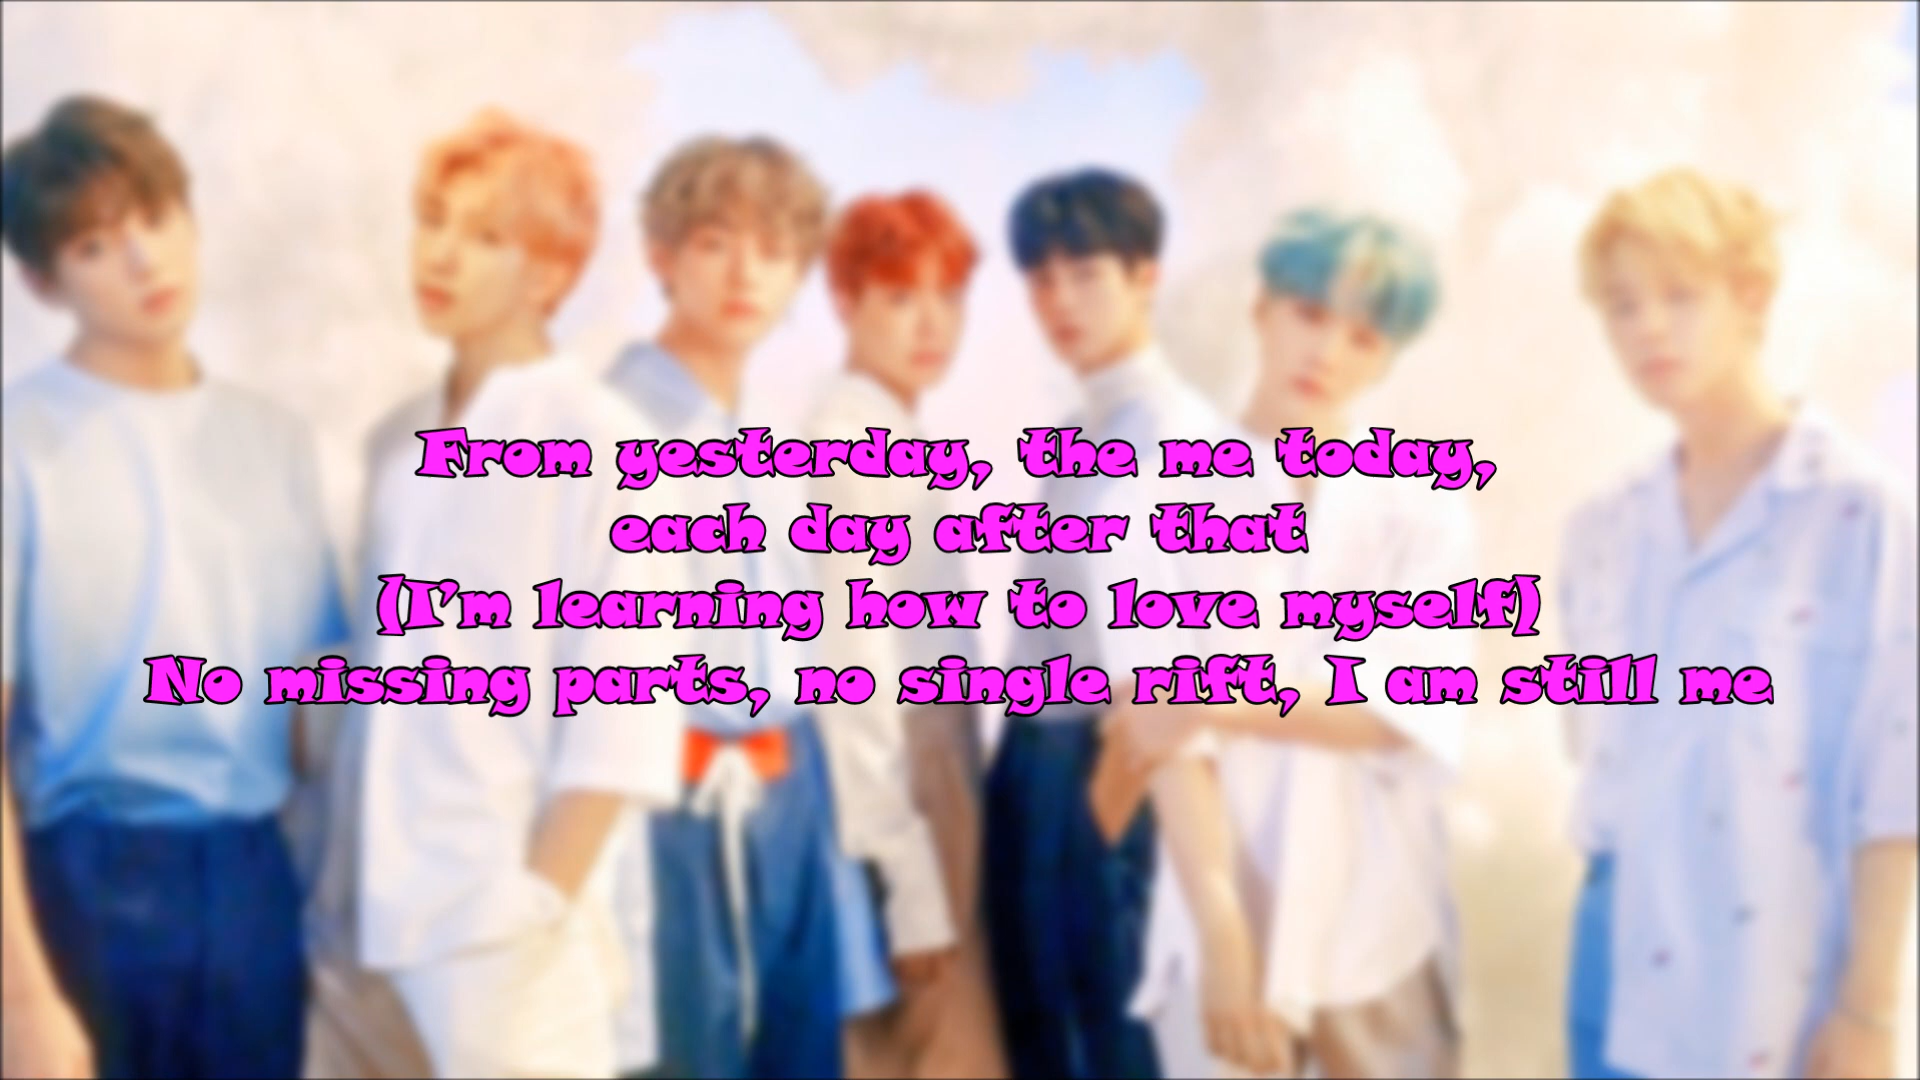 From yesterday, the me today,
each day after that
(I'm learning how to love myself)
No missing parts, no single rift, I am still me